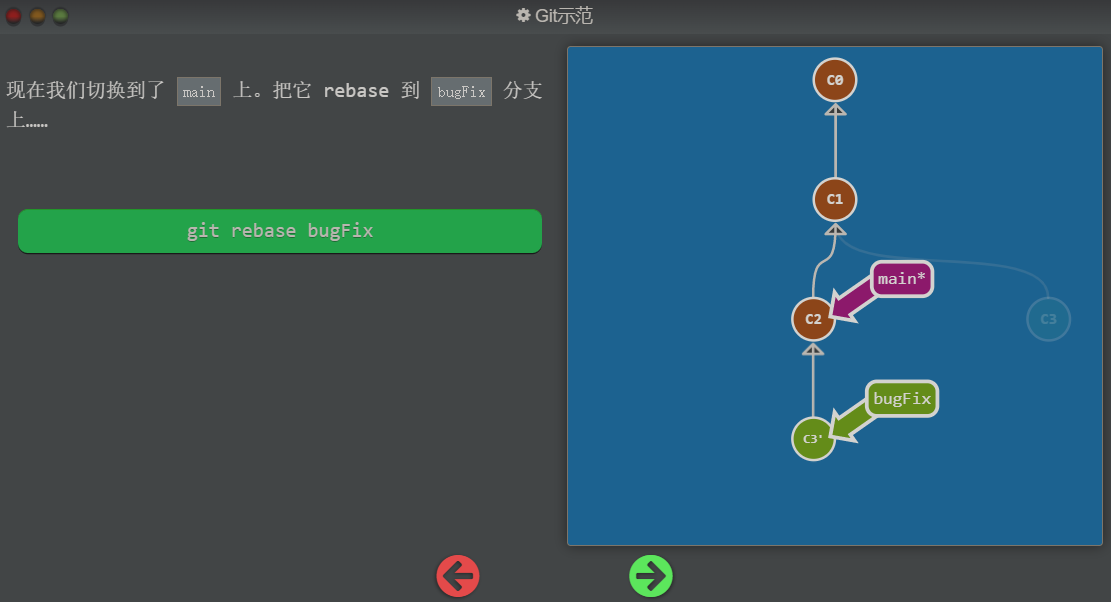 Git示范
现在我们切换到了 main 上。把它 rebase 到 bugFix 分支
上……
git rebase bugFix
C0
C1
main*
C2
C3
bugFix
C3'